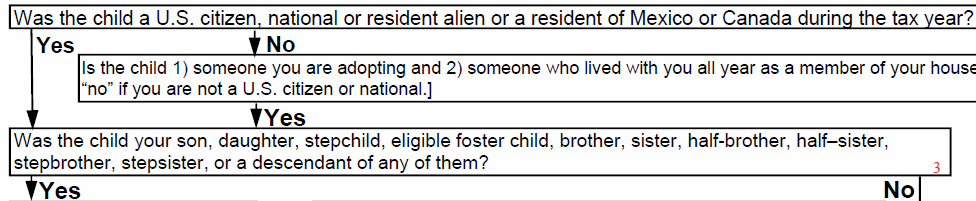 Was the child a U.S. citizen, national or resident alien or a resident of Mexico or Canada during the tax year?
Yes
No
Is the child 1) someone you are adopting and 2) someone who lived with you all year as a member of your house
“no” if you are not a U.S. citizen or national.]
Yes
Was the child your son, daughter, stepchild, eligible foster child, brother, sister, half-brother, half–sister,
stepbrother, stepsister, or a descendant of any of them?
3
Yes
No